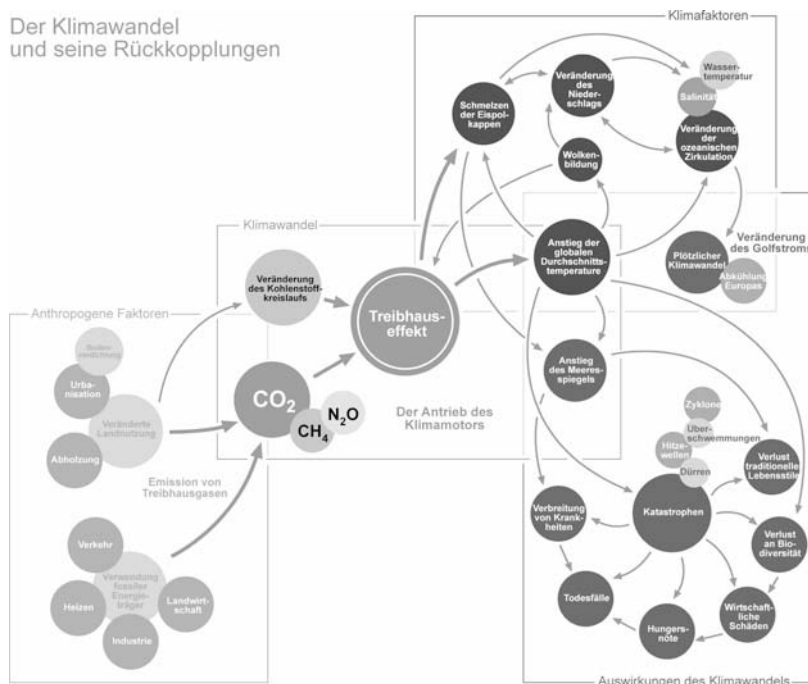 Der Klimawandel
und seine Rückkopplungen
Klimafaktoren
Wasser-
temperatur
Salinität
Veränderung
des
Nieder-
schlags
Schmelzen
der Eispol-
kappen
Veränderung
der
ozeanischen
Zirkulation
Wolken-
bildung
Klimawandel
Anstieg der
globalen
Durchschnitts-
temperature
Veränderung
des Golfstroms
Plötzlicher
Klimawandel
Abkühlung
Europas
Veränderung
des Kohlenstoff-
kreislaufs
Treibhaus-
effekt
Anthropogene Faktoren
Boden-
verdichtung
Urba-
nisation
Veränderte
Landnutzung
Abholzung
CO2
CH4
N2O
Der Antrieb des
Klimamotors
Anstieg
des Meeres-
spiegels
Emission von
Treibhausgasen
Zyklone
Über-
schwemmungen
Hitze-
wellen
Dürren
Verlust
traditioneller
Lebensstile
Katastrophen
Verbreitung
von Krank-
heiten
Verlust
an Bio-
diversität
Verkehr
Verwendung
fossiler
Energie-
träger
Heizen
Landwirt-
schaft
Industrie
Todesfälle
Hungers-
nöte
Wirtschaft-
liche
Schäden
Auswirkungen des Klimawandels